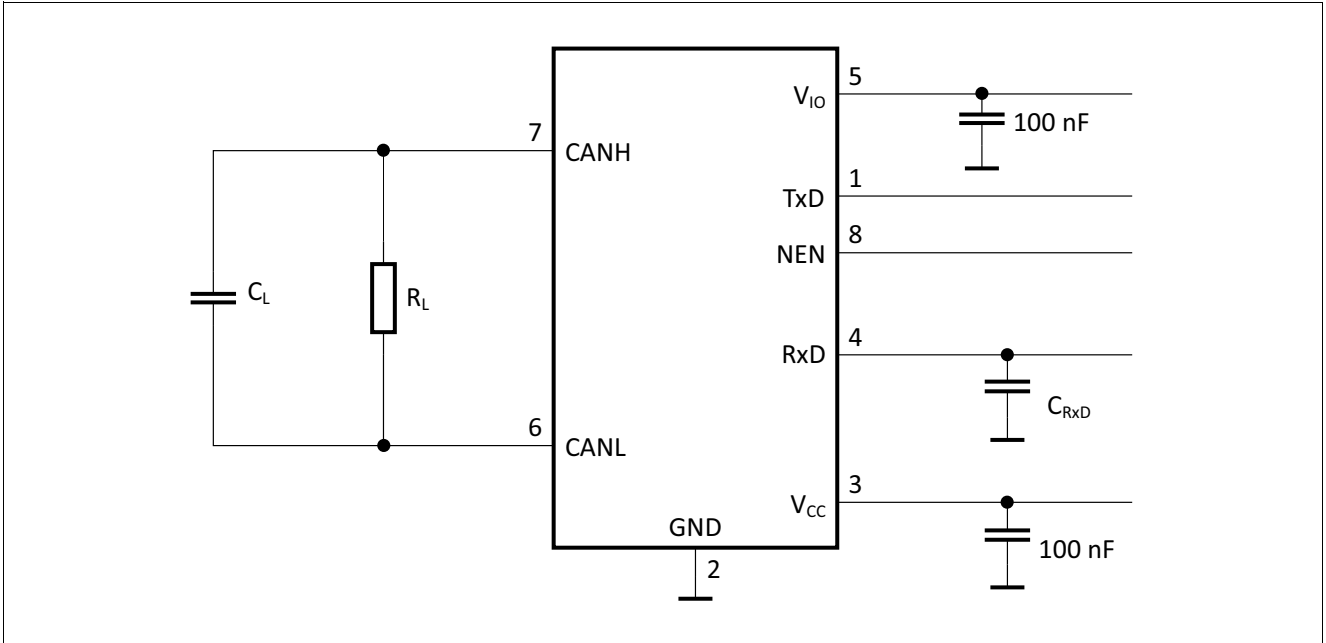 5
V_IO
100 nF
7
CANH
1
TxD
8
NEN
C_L
R_L
4
RxD
C_RxD
6
CANL
3
V_CC
GND
100 nF
2